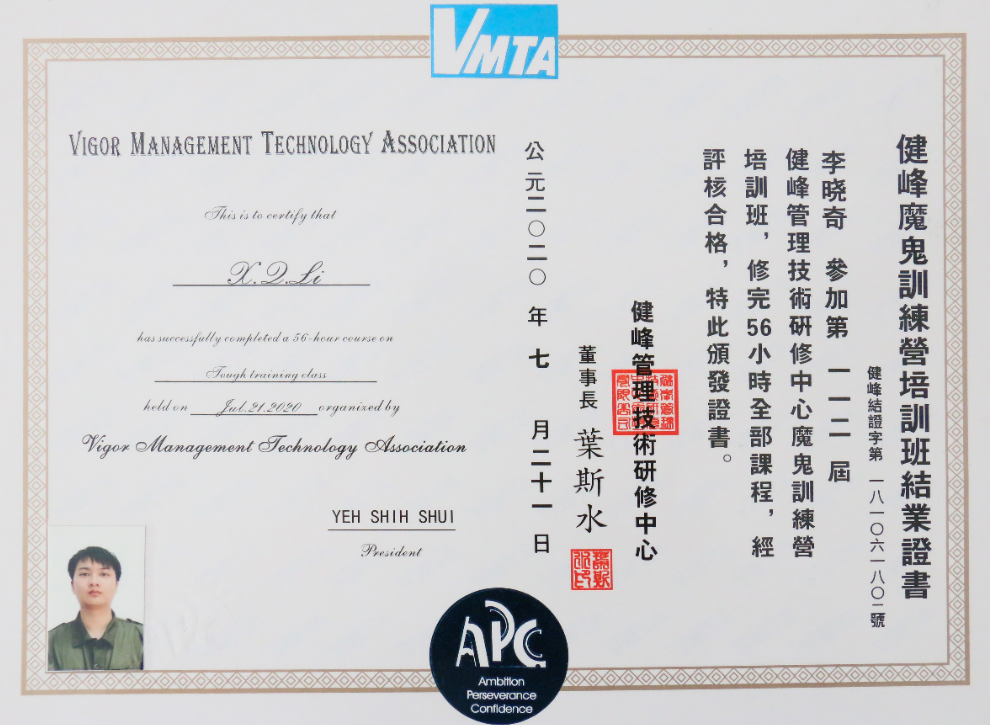 VMTA
VIGOR MANAGEMENT TECHNOLOGY ASSOCIATION
This is to certify that
X.Q.Li
has successfully completed a 56-hour course on
Tough training class
held on Jul.21.2020 organized by
Vigor Management Technology Association
YEH SHIH SHUI
President
健峰魔鬼訓練營培訓班結業證書
健峰結證字第一八一〇六一八〇二號
李晓奇 參加第一一二屆
健峰管理技術研修中心魔鬼訓練營
培訓班，修完56小時全部課程，經
評核合格，特此頒發證書。
健峰管理技術研修中心
董事長 葉斯水
公元二〇二〇年七月二十一日
APC
Ambition
Perseverance
Confidence